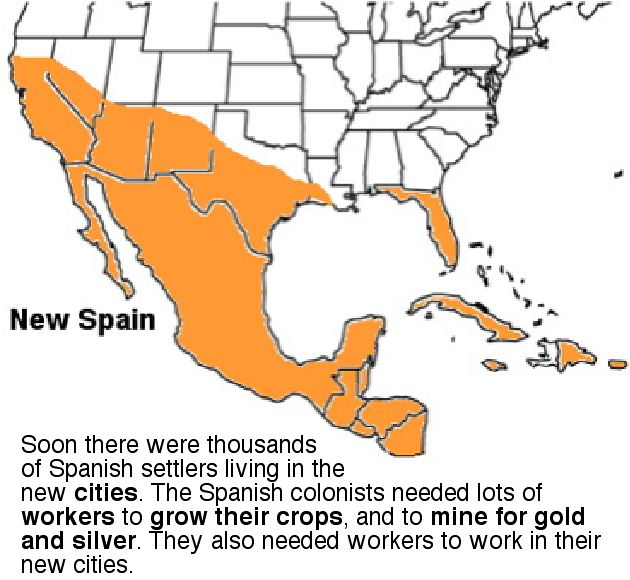 New Spain
Soon there were thousands
of Spanish settlers living in the
new cities. The Spanish colonists needed lots of
workers to grow their crops, and to mine for gold
and silver. They also needed workers to work in their
new cities.